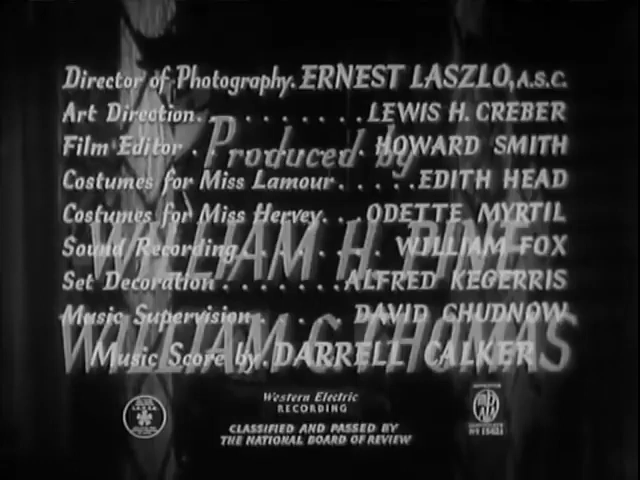 Director of Photography. ERNEST LASZLO, A.S.C.
Art Direction. . . . . . . . . LEWIS H. CREBER
Produced by
Film Editor . . . . . . . . . HOWARD SMITH
Costumes for Miss Lamour. . . . . EDITH HEAD
Costumes for Miss Hervey. . . ODETTE MYRTIL
WILLIAM H. PINE
Sound Recording . . . . . . . . WILLIAM FOX
Set Decoration . . . . . . . ALFRED KEGERRIS
Music Supervision. . . . . DAVID CHUDNOW
WILLIAM C. THOMAS
Music Score by. DARRELL CALKER
Western Electric
RECORDING
CLASSIFIED AND PASSED BY
THE NATIONAL BOARD OF REVIEW